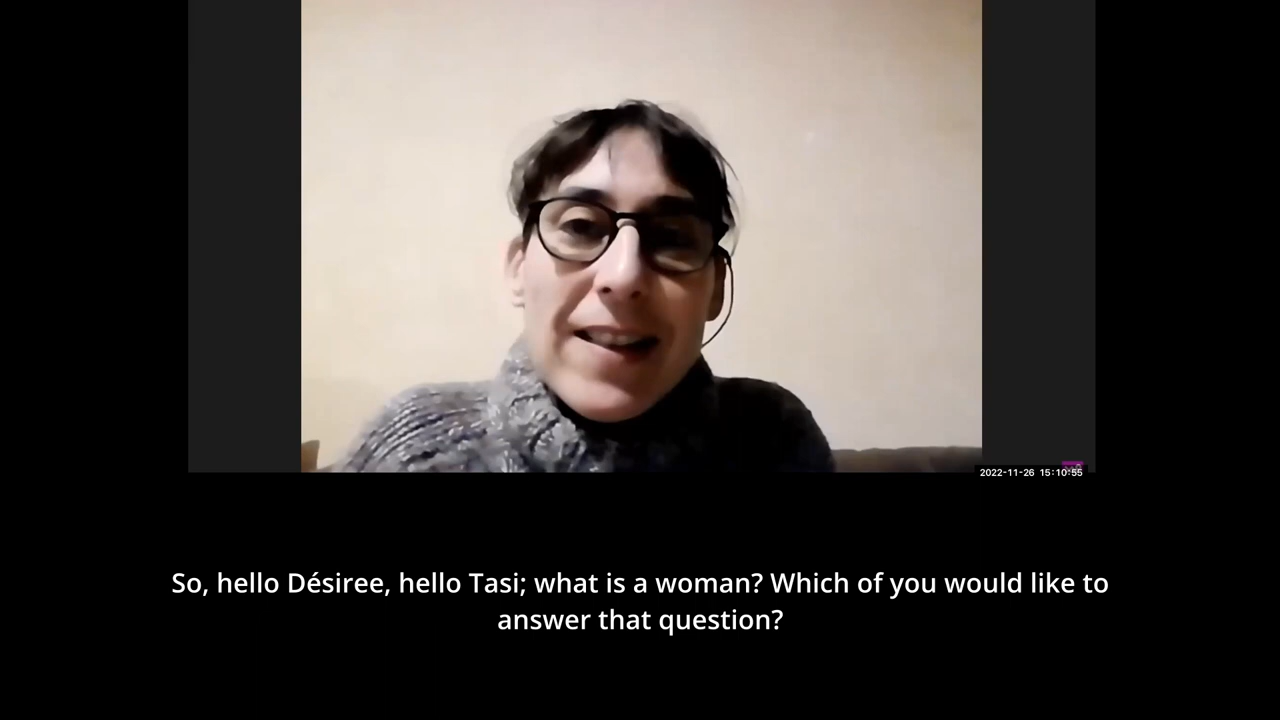 2022-11-26 15:10:55
So, hello Désiree, hello Tasi; what is a woman? Which of you would like to
answer that question?